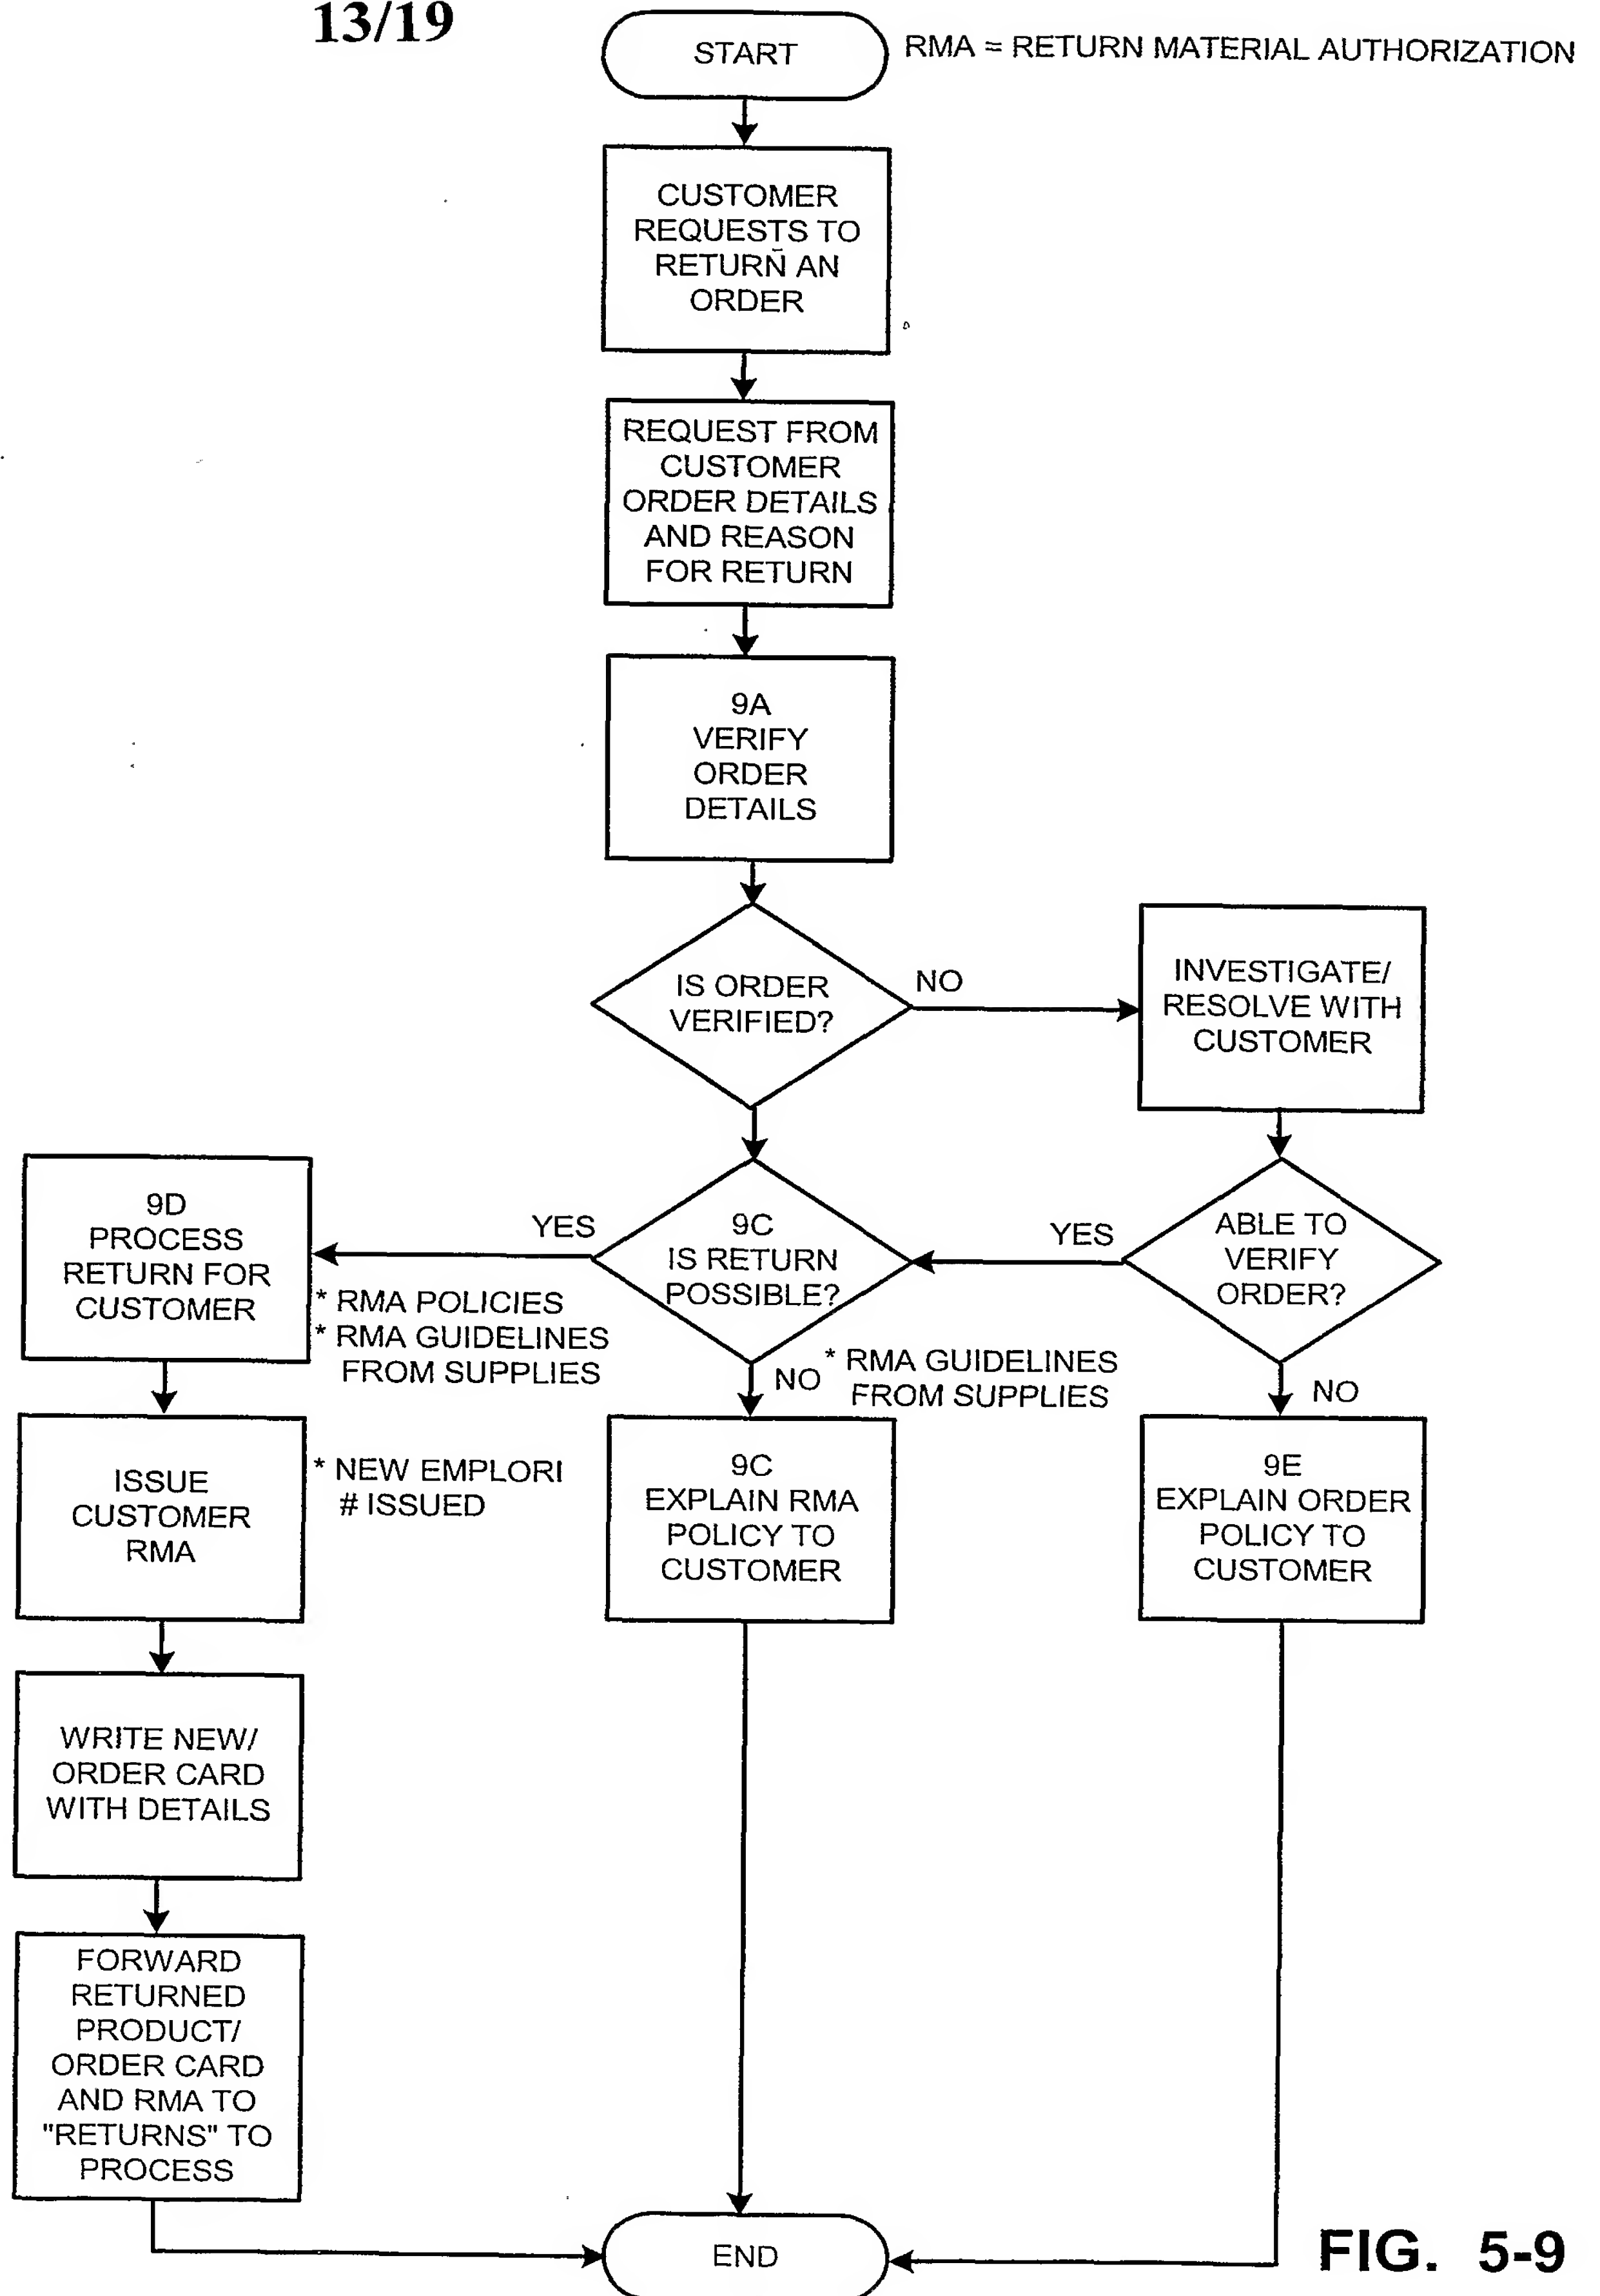 13/19
START
RMA = RETURN MATERIAL AUTHORIZATION
CUSTOMER
REQUESTS TO
RETURN AN
ORDER
REQUEST FROM
CUSTOMER
ORDER DETAILS
AND REASON
FOR RETURN
9A
VERIFY
ORDER
DETAILS
IS ORDER
VERIFIED?
NO
INVESTIGATE/
RESOLVE WITH
CUSTOMER
ABLE TO
VERIFY
ORDER?
YES
9C
IS RETURN
POSSIBLE?
YES
9D
PROCESS
RETURN FOR
CUSTOMER
* RMA POLICIES
* RMA GUIDELINES
FROM SUPPLIES
NO
* RMA GUIDELINES
FROM SUPPLIES
NO
ISSUE
CUSTOMER
RMA
* NEW EMPLORI
# ISSUED
9C
EXPLAIN RMA
POLICY TO
CUSTOMER
9E
EXPLAIN ORDER
POLICY TO
CUSTOMER
WRITE NEW/
ORDER CARD
WITH DETAILS
FORWARD
RETURNED
PRODUCT/
ORDER CARD
AND RMA TO
"RETURNS" TO
PROCESS
END
FIG. 5-9